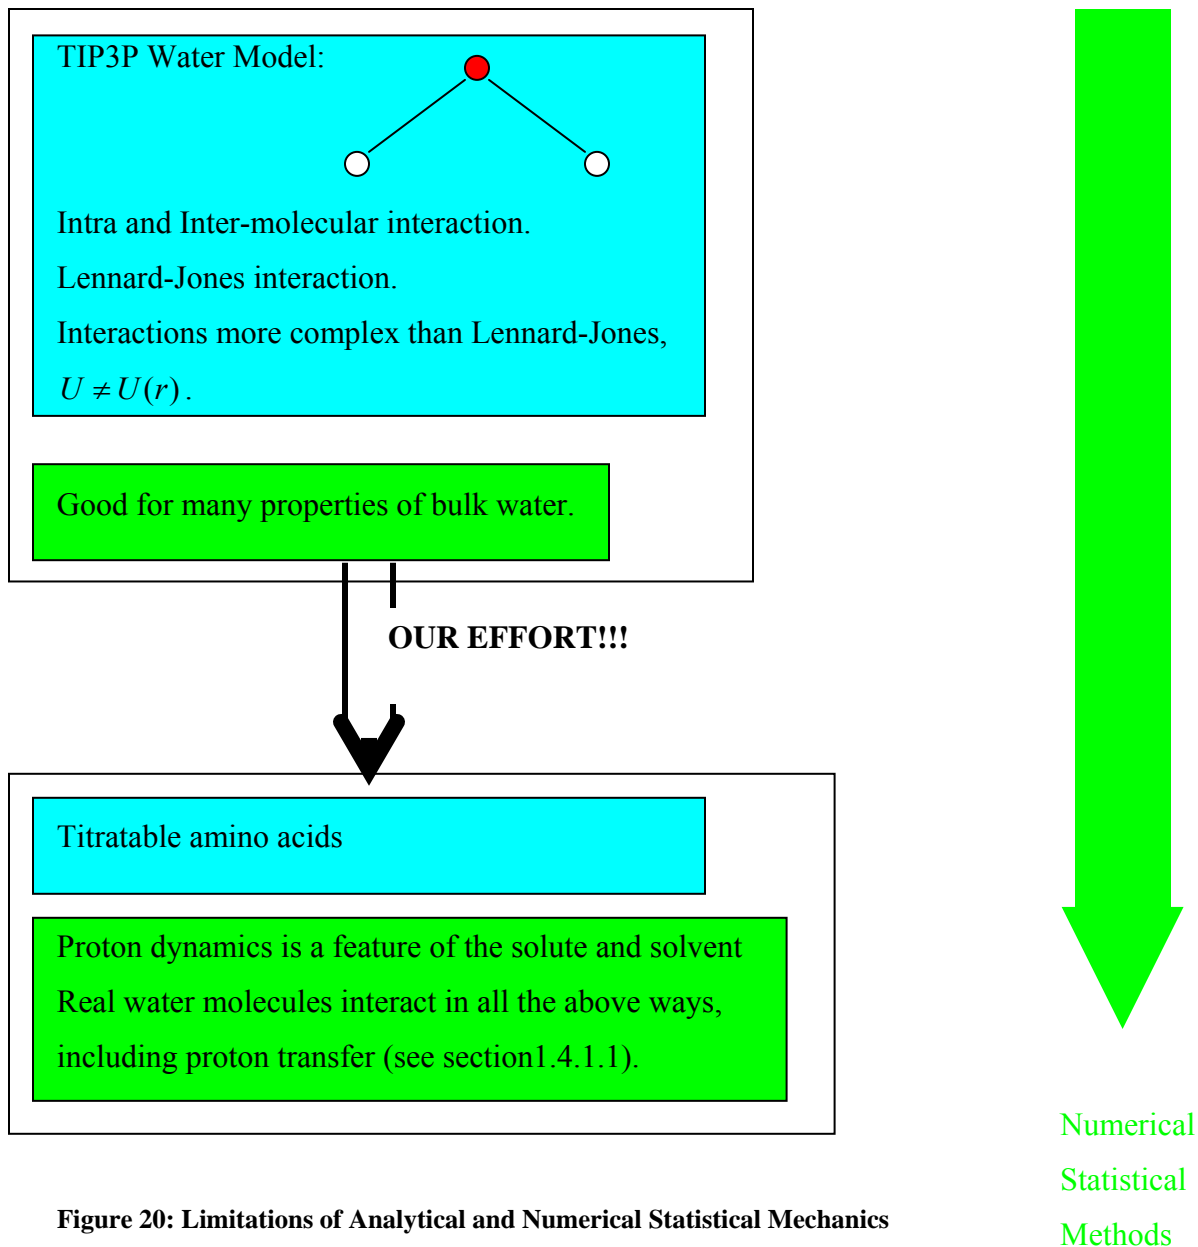 TIP3P Water Model:
Intra and Inter-molecular interaction.
Lennard-Jones interaction.
Interactions more complex than Lennard-Jones,
U ≠ U(r).
Good for many properties of bulk water.
OUR EFFORT!!!
Titratable amino acids
Proton dynamics is a feature of the solute and solvent
Real water molecules interact in all the above ways,
including proton transfer (see section1.4.1.1).
Numerical
Statistical
Methods
Figure 20: Limitations of Analytical and Numerical Statistical Mechanics